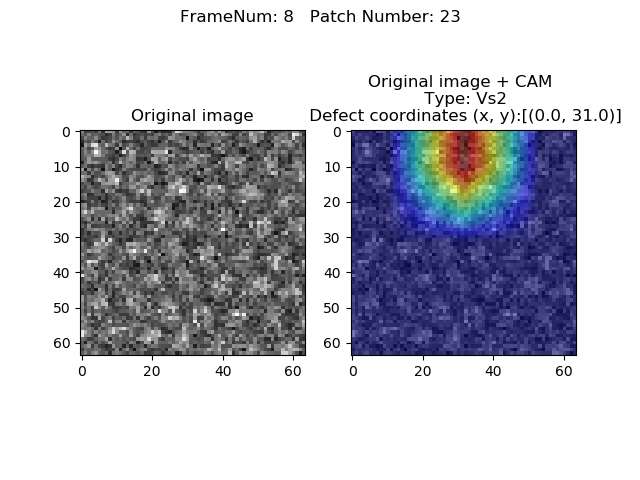 FrameNum: 8   Patch Number: 23
Original image
Original image + CAM
Type: Vs2
Defect coordinates (x, y):[(0.0, 31.0)]
0
10
20
30
40
50
60
0 20 40 60
0
10
20
30
40
50
60
0 20 40 60